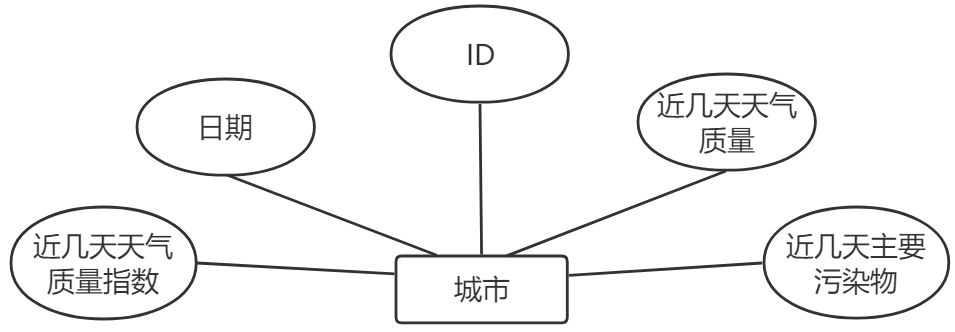 ID
日期
近几天天气
质量
近几天天气
质量指数
城市
近几天主要
污染物